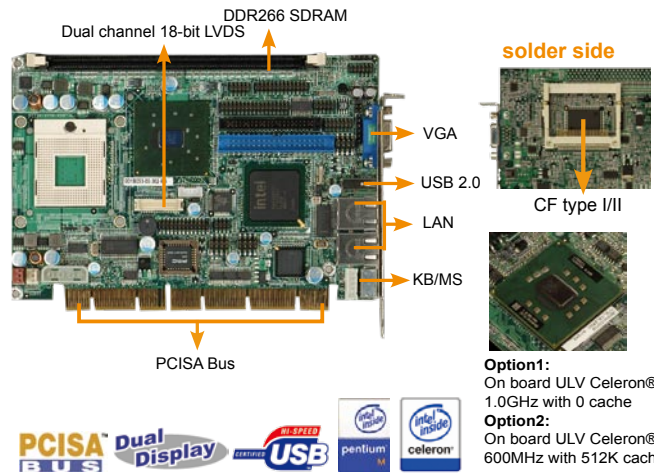 DDR266 SDRAM
Dual channel 18-bit LVDS
solder side
VGA
USB 2.0
LAN
KB/MS
CF type I/II
intel
PCISA Bus
Option1:
On board ULV Celeron®
1.0GHz with 0 cache
Option2:
On board ULV Celeron®
600MHz with 512K cach
PCISA
BUS
Dual
Display
HI-SPEED
CERTIFIED
USB
intel
inside
pentium
M
intel
inside
celeron